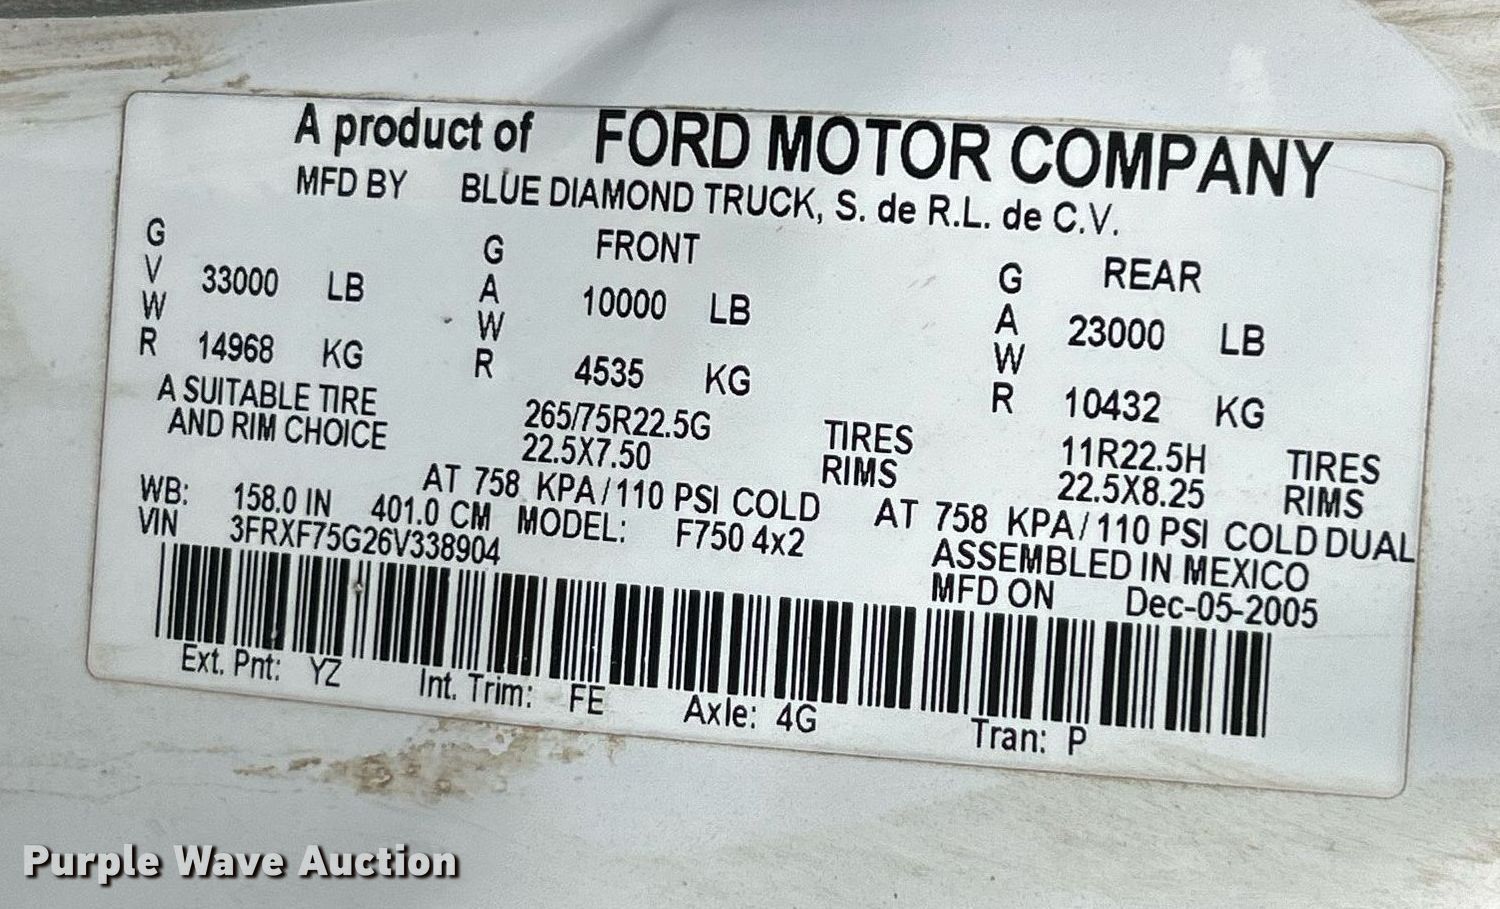 A product of FORD MOTOR COMPANY
MFD BY BLUE DIAMOND TRUCK, S. de R.L. de C.V.
GVWR 33000 LB 14968 KG
FRONT GAWR 10000 LB 4535 KG
REAR GAWR 23000 LB 10432 KG
A SUITABLE TIRE 265/75R22.5G TIRES 11R22.5H TIRES
AND RIM CHOICE 22.5X7.50 RIMS 22.5X8.25 RIMS
AT 758 KPA/110 PSI COLD AT 758 KPA/110 PSI COLD DUAL
WB: 158.0 IN 401.0 CM MODEL: F750 4x2 ASSEMBLED IN MEXICO
VIN 3FRXF75G26V338904 MFD ON Dec-05-2005
Ext. Pnt: YZ Int. Trim: FE Axle: 4G Tran: P
Purple Wave Auction